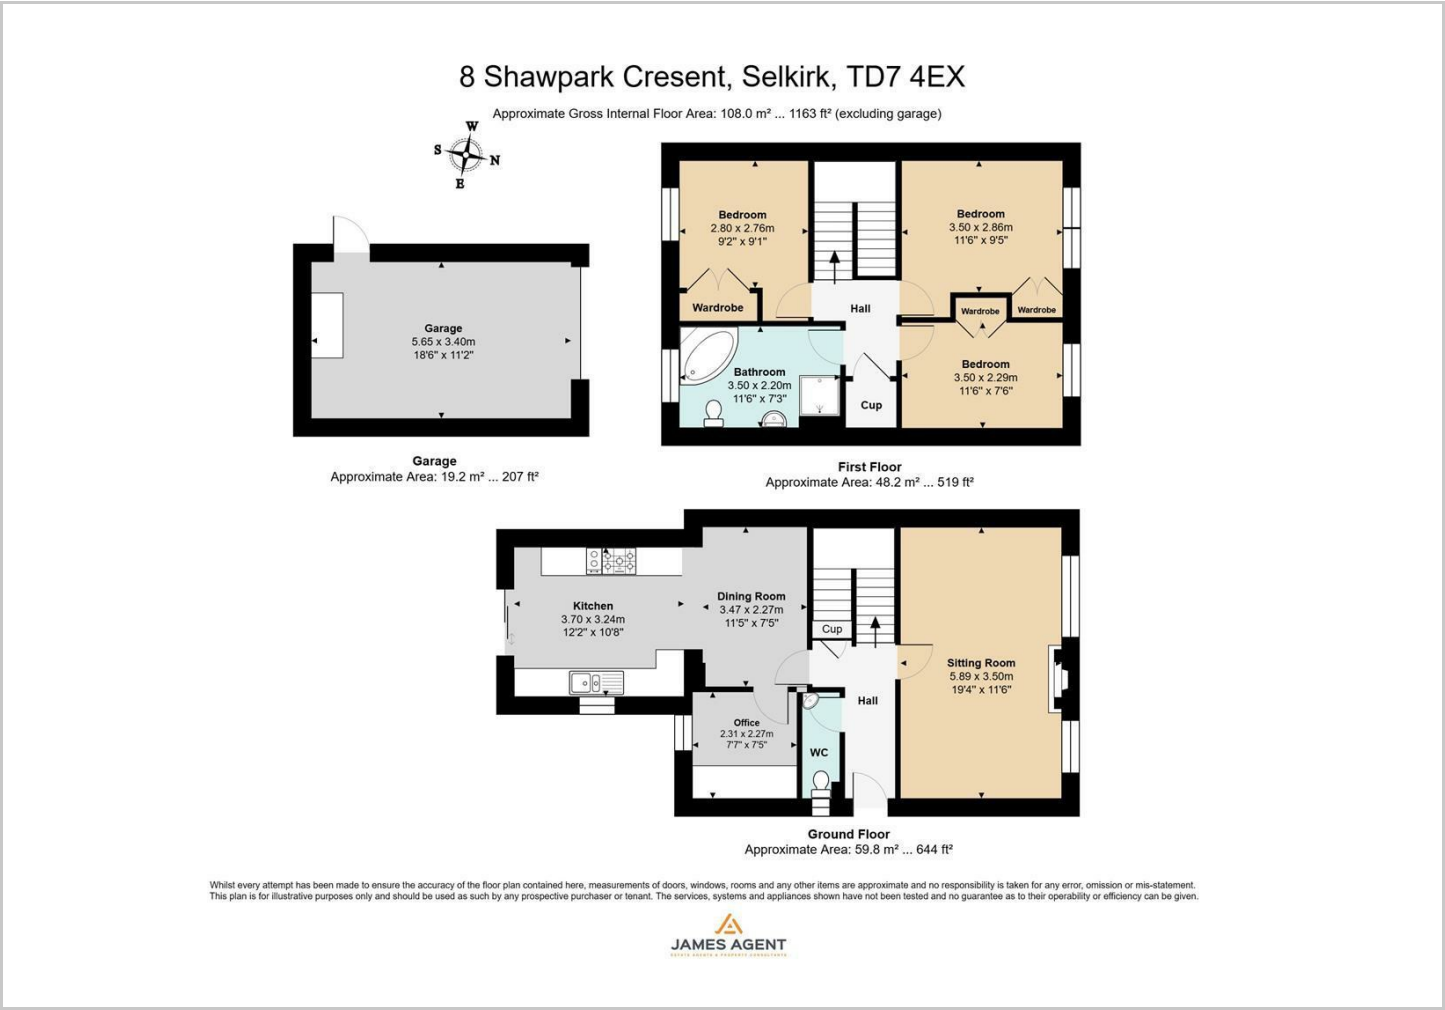 8 Shawpark Cresent, Selkirk, TD7 4EX
Approximate Gross Internal Floor Area: 108.0 m² ... 1163 ft² (excluding garage)
W
S
N
E
Garage
5.65 x 3.40m
18'6" x 11'2"
Garage
Approximate Area: 19.2 m² ... 207 ft²
Bedroom
2.80 x 2.76m
9'2" x 9'1"
Wardrobe
Hall
Bedroom
3.50 x 2.86m
11'6" x 9'5"
Wardrobe
Wardrobe
Bathroom
3.50 x 2.20m
11'6" x 7'3"
Cup
Bedroom
3.50 x 2.29m
11'6" x 7'6"
First Floor
Approximate Area: 48.2 m² ... 519 ft²
Kitchen
3.70 x 3.24m
12'2" x 10'8"
Dining Room
3.47 x 2.27m
11'5" x 7'5"
Cup
Sitting Room
5.89 x 3.50m
19'4" x 11'6"
Hall
Office
2.31 x 2.27m
7'7" x 7'5"
WC
Ground Floor
Approximate Area: 59.8 m² ... 644 ft²
Whilst every attempt has been made to ensure the accuracy of the floor plan contained here, measurements of doors, windows, rooms and any other items are approximate and no responsibility is taken for any error, omission or mis-statement.
This plan is for illustrative purposes only and should be used as such by any prospective purchaser or tenant. The services, systems and appliances shown have not been tested and no guarantee as to their operability or efficiency can be given.
JAMES AGENT
ESTATE AGENTS & PROPERTY CONSULTANTS